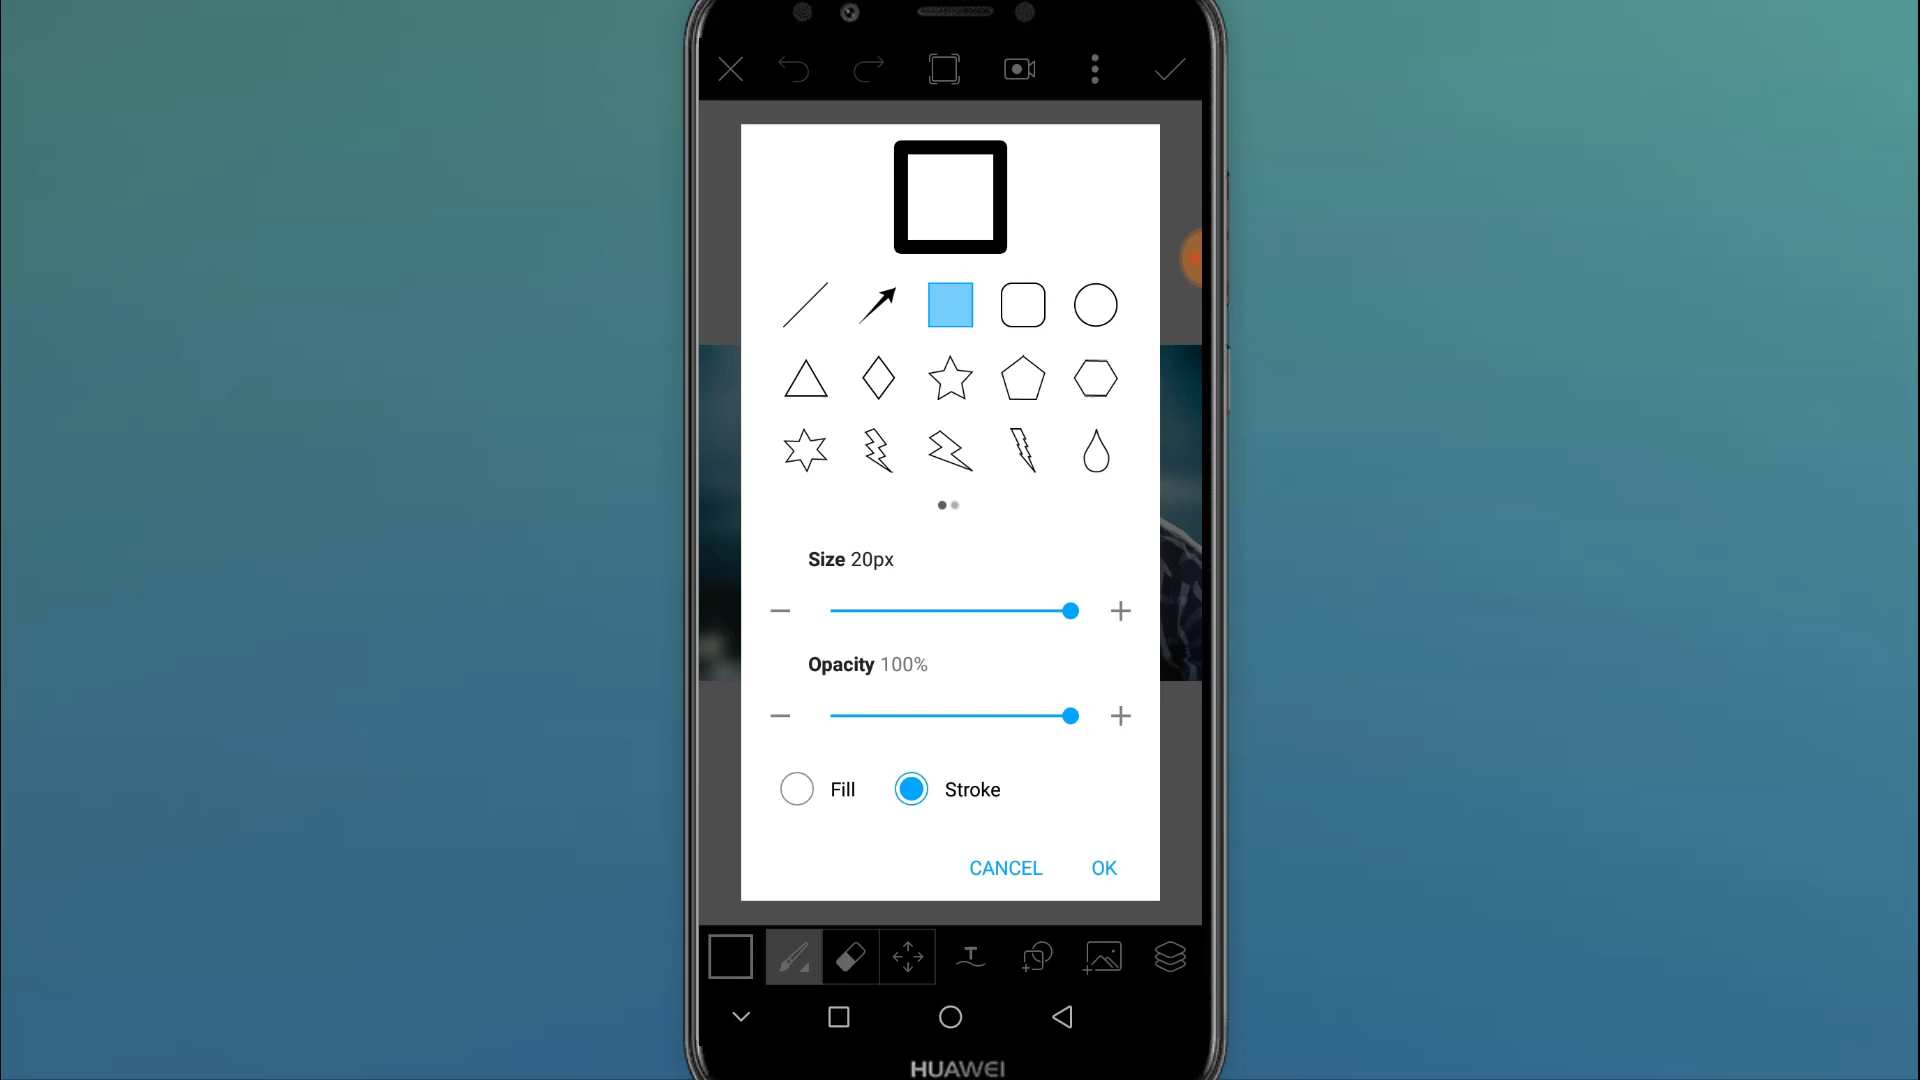 Size 20px
Opacity 100%
Fill Stroke
CANCEL OK
T
HUAWEI